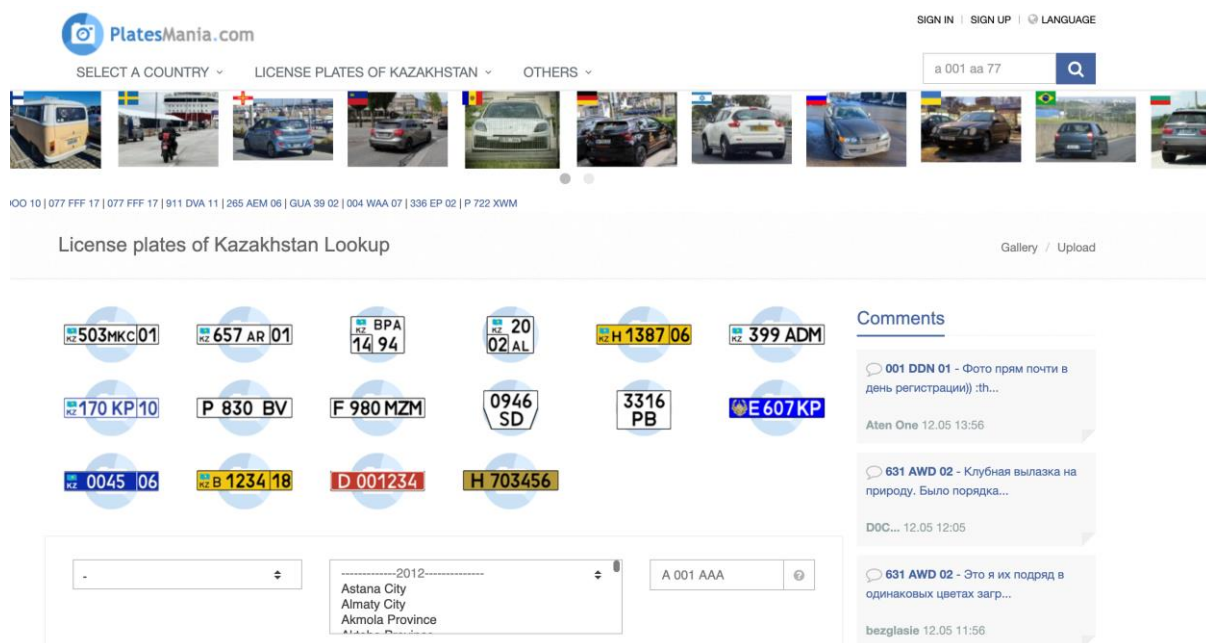 SIGN IN | SIGN UP | LANGUAGE
PlatesMania.com
SELECT A COUNTRY LICENSE PLATES OF KAZAKHSTAN OTHERS
a 001 aa 77
OO 10 | 077 FFF 17 | 077 FFF 17 | 911 DVA 11 | 265 AEM 06 | GUA 39 02 | 004 WAA 07 | 336 EP 02 | P 722 XWM
License plates of Kazakhstan Lookup
Gallery / Upload
KZ 503MKC 01
KZ 657 AR 01
KZ BPA
14 94
KZ 20
02 AL
KZ H 1387 06
KZ 399 ADM
KZ 170 KP 10
P 830 BV
F 980 MZM
0946
SD
3316
PB
E 607KP
KZ 0045 06
KZ B 1234 18
D 001234
H 703456
-
-------------2012--------------
Astana City
Almaty City
Akmola Province
A 001 AAA
Comments
001 DDN 01 - Фото прям почти в
день регистрации)) :th...
Aten One 12.05 13:56
631 AWD 02 - Клубная вылазка на
природу. Было порядка...
D0C... 12.05 12:05
631 AWD 02 - Это я их подряд в
одинаковых цветах загр...
bezglasie 12.05 11:56